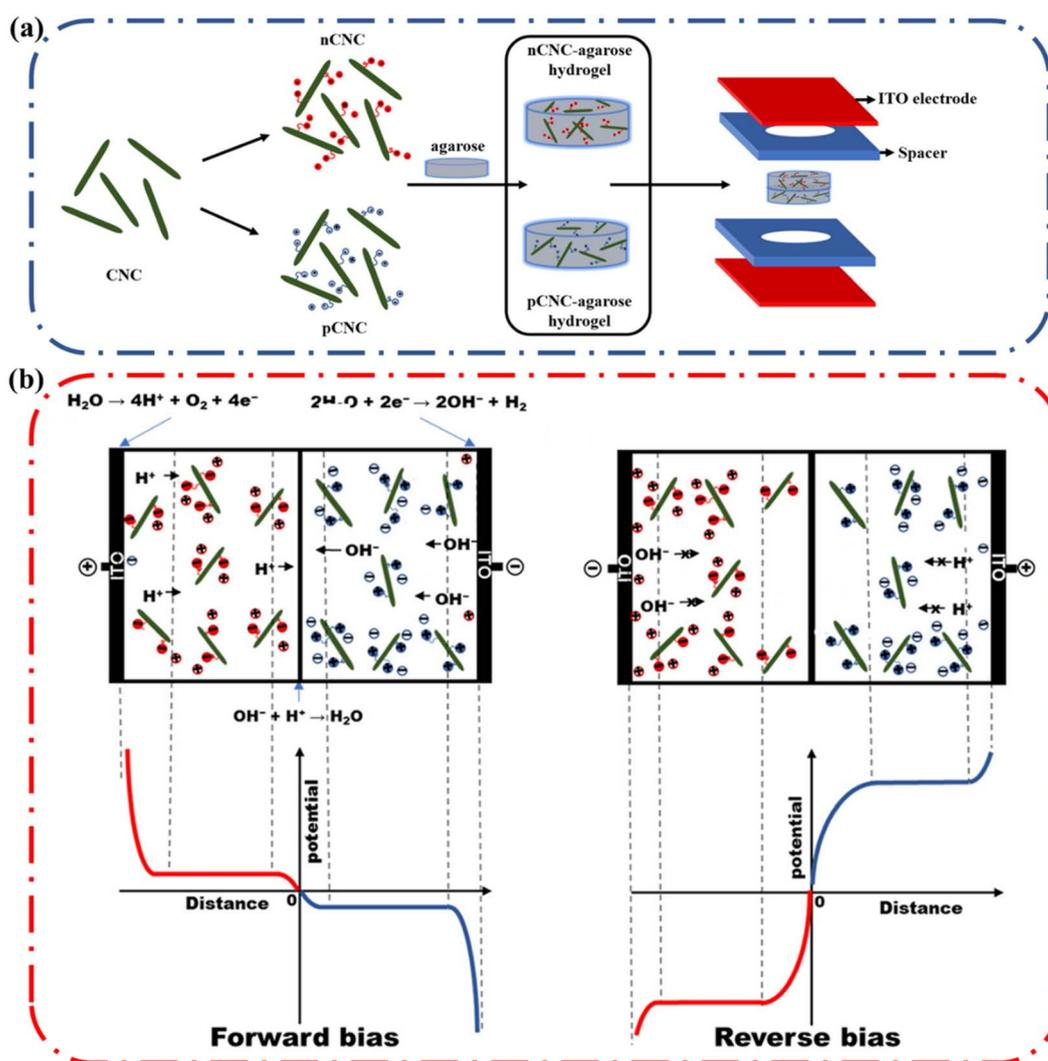 (a)
nCNC
CNC
pCNC
agarose
nCNC-agarose
hydrogel
pCNC-agarose
hydrogel
ITO electrode
Spacer
(b)
H₂O → 4H⁺ + O₂ + 4e⁻
2H₂O + 2e⁻ → 2OH⁻ + H₂
H⁺
H⁺
H⁺
OH⁻
OH⁻
OH⁻
ITO
ITO
+
−
OH⁻ + H⁺ → H₂O
potential
Distance
0
Forward bias
OH⁻
OH⁻
H⁺
H⁺
ITO
ITO
−
+
potential
0
Distance
Reverse bias